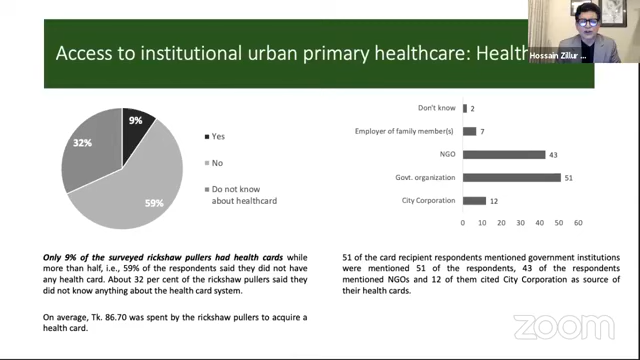 Access to institutional urban primary healthcare: Health
Hossain Zillur ...
9%
32%
59%
Yes
No
Do not know
about healthcard
Don't know
2
Employer of family member(s)
7
NGO
43
Govt. organization
51
City Corporation
12
0 10 20 30 40 50 60
Only 9% of the surveyed rickshaw pullers had health cards while
more than half, i.e., 59% of the respondents said they did not have
any health card. About 32 per cent of the rickshaw pullers said they
did not know anything about the health card system.
On average, Tk. 86.70 was spent by the rickshaw pullers to acquire a
health card.
51 of the card recipient respondents mentioned government institutions
were mentioned 51 of the respondents, 43 of the respondents
mentioned NGOs and 12 of them cited City Corporation as source of
their health cards.
zoom